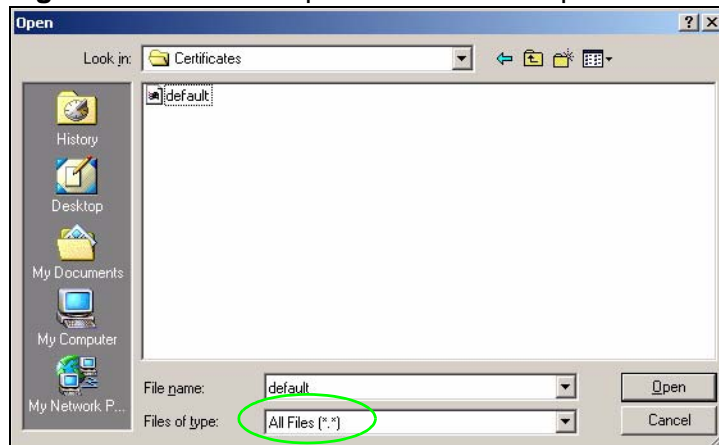 Open
Look in:
Certificates
default
History
Desktop
My Documents
My Computer
My Network P...
File name:
default
Open
Files of type:
All Files (*.*)
Cancel